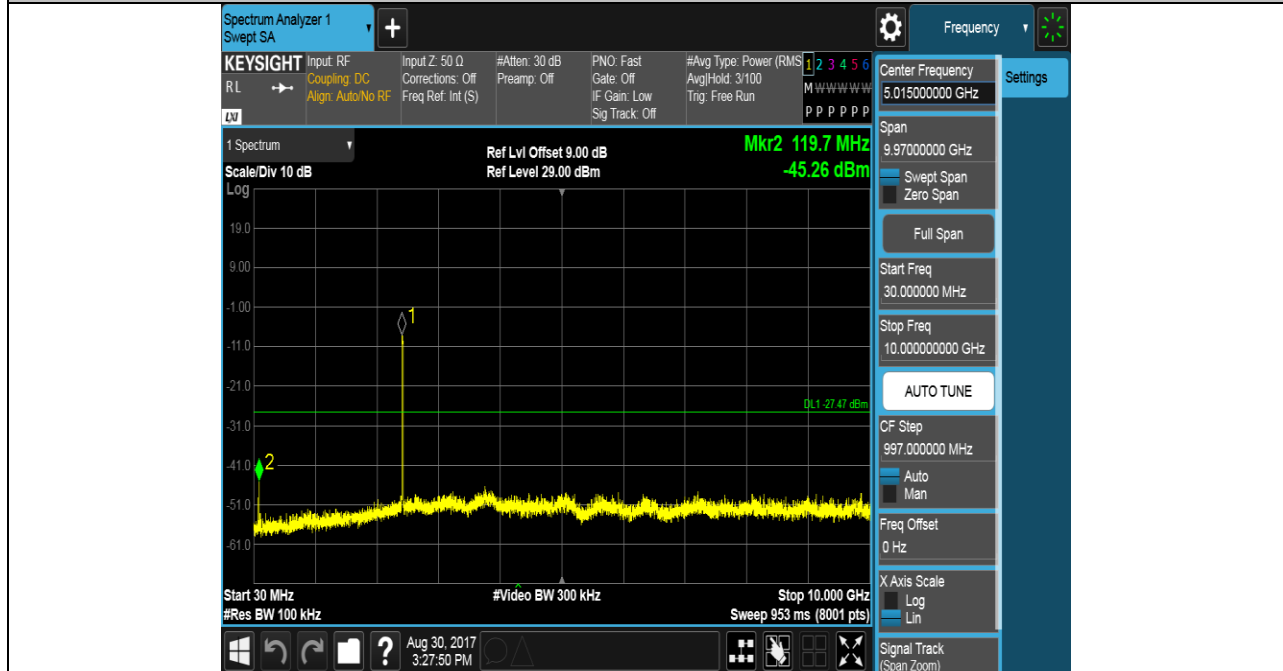 Spectrum Analyzer 1
Swept SA
Frequency
KEYSIGHT
RL
LXI
Input: RF
Coupling: DC
Align: Auto/No RF
Input Z: 50 Ω
Corrections: Off
Freq Ref: Int (S)
#Atten: 30 dB
Preamp: Off
PNO: Fast
Gate: Off
IF Gain: Low
Sig Track: Off
#Avg Type: Power (RMS
Avg|Hold: 3/100
Trig: Free Run
1 2 3 4 5 6
M W W W W W
P P P P P P
1 Spectrum
Scale/Div 10 dB
Log
Ref Lvl Offset 9.00 dB
Ref Level 29.00 dBm
Mkr2 119.7 MHz
-45.26 dBm
19.0
9.00
-1.00
-11.0
-21.0
-31.0
-41.0
-51.0
-61.0
1
2
DL1 -27.47 dBm
Start 30 MHz
#Res BW 100 kHz
#Video BW 300 kHz
Stop 10.000 GHz
Sweep 953 ms (8001 pts)
Aug 30, 2017
3:27:50 PM
Center Frequency
5.015000000 GHz
Settings
Span
9.97000000 GHz
Swept Span
Zero Span
Full Span
Start Freq
30.000000 MHz
Stop Freq
10.000000000 GHz
AUTO TUNE
CF Step
997.000000 MHz
Auto
Man
Freq Offset
0 Hz
X Axis Scale
Log
Lin
Signal Track
(Span Zoom)